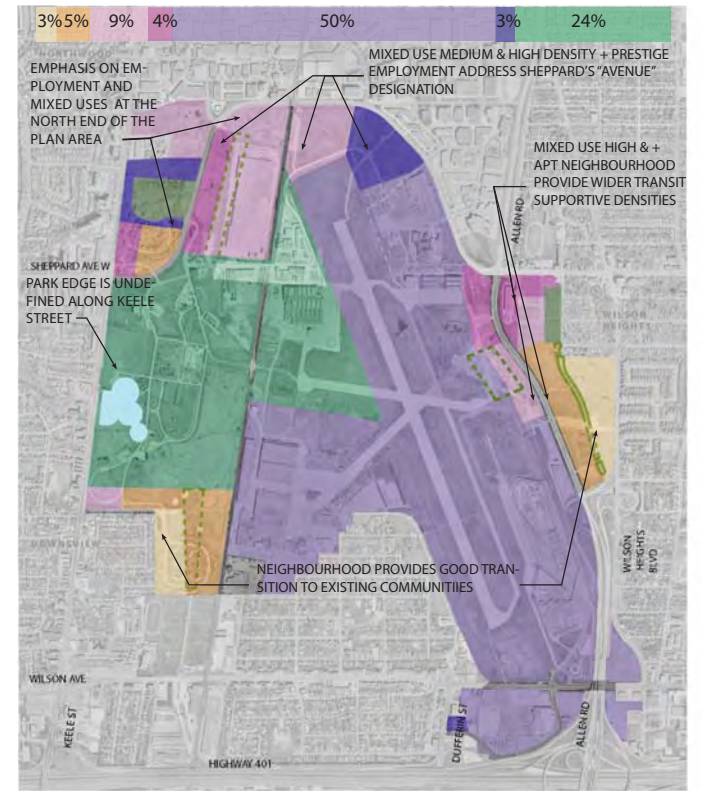 3% 5% 9% 4% 50% 3% 24%
NORTHWOOD
EMPHASIS ON EM-
PLOYMENT AND
MIXED USES AT THE
NORTH END OF THE
PLAN AREA
MIXED USE MEDIUM & HIGH DENSITY + PRESTIGE
EMPLOYMENT ADDRESS SHEPPARD'S "AVENUE"
DESIGNATION
MIXED USE HIGH & +
APT NEIGHBOURHOOD
PROVIDE WIDER TRANSIT
SUPPORTIVE DENSITIES
ALLEN RD
SHEPPARD AVE W
PARK EDGE IS UNDE-
FINED ALONG KEELE
STREET
WILSON
HEIGHTS
DOWNSVIEW
WILSON
HEIGHTS
BLVD
NEIGHBOURHOOD PROVIDES GOOD TRAN-
SITION TO EXISTING COMMUNITIIES
WILSON AVE
KEELE ST
DUFFERIN ST
ALLEN RD
HIGHWAY 401